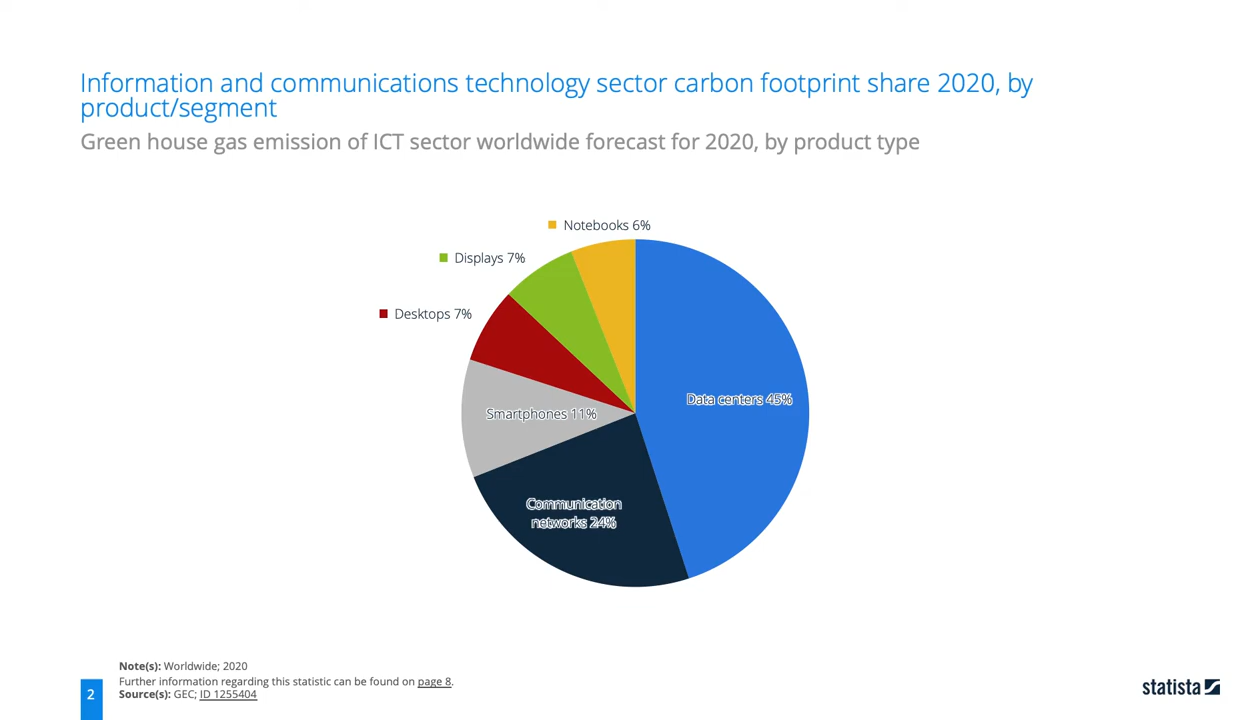 Information and communications technology sector carbon footprint share 2020, by
product/segment
Green house gas emission of ICT sector worldwide forecast for 2020, by product type
Notebooks 6%
Displays 7%
Desktops 7%
Data centers 45%
Smartphones 11%
Communication
networks 24%
Note(s): Worldwide; 2020
Further information regarding this statistic can be found on page 8.
Source(s): GEC; ID 1255404
2
statista